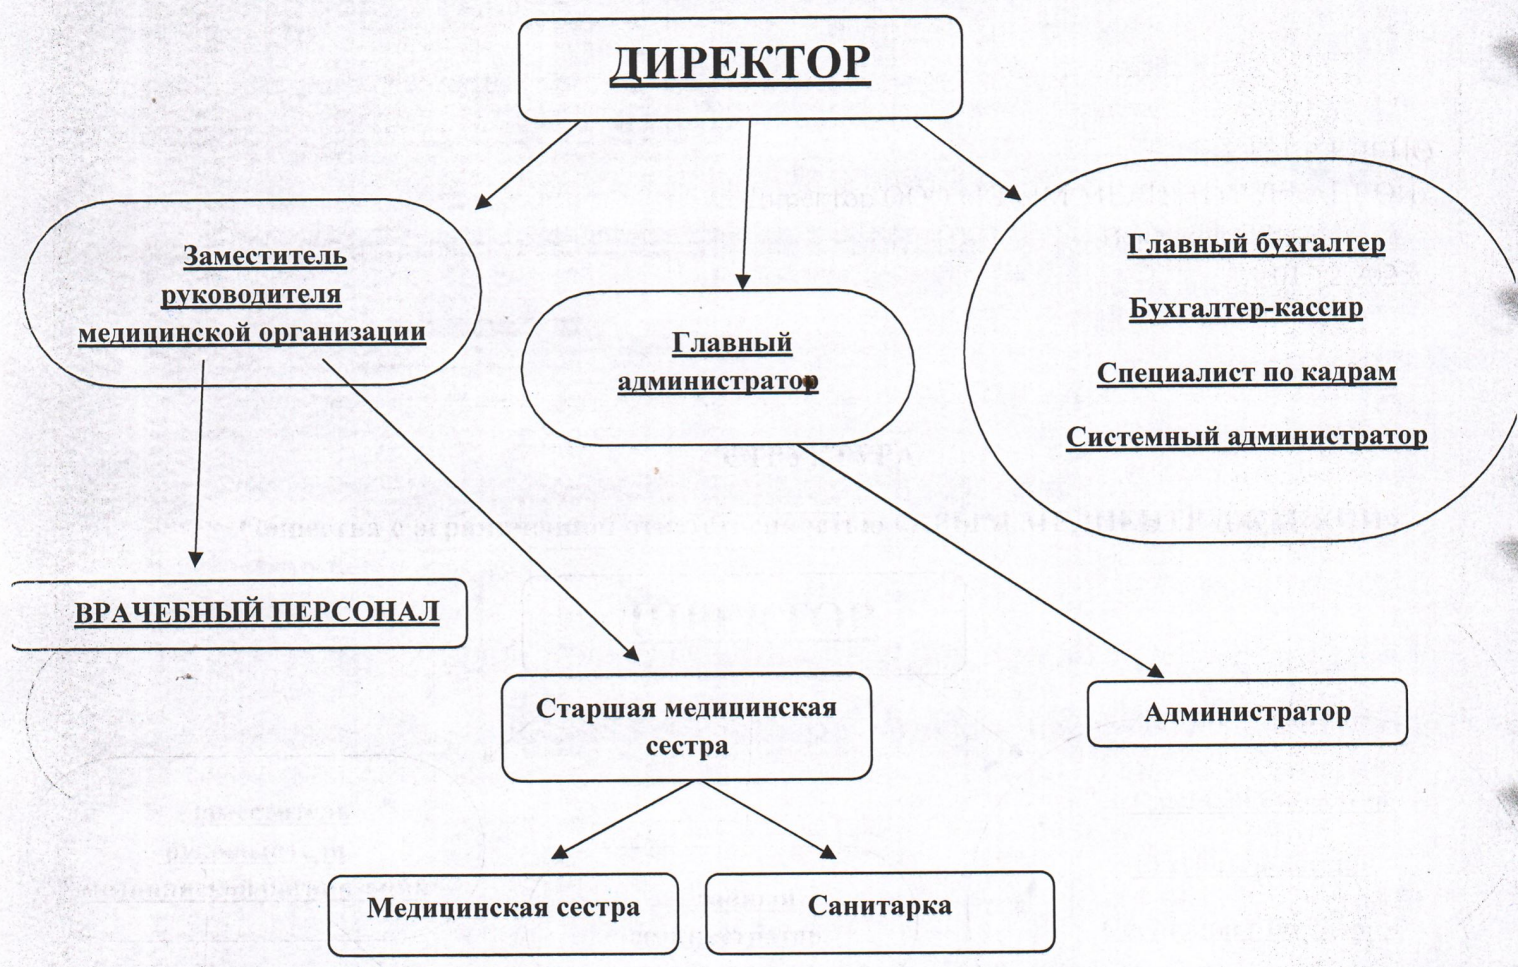 ДИРЕКТОР
Заместитель
руководителя
медицинской организации
Главный
администратор
Главный бухгалтер
Бухгалтер-кассир
Специалист по кадрам
Системный администратор
ВРАЧЕБНЫЙ ПЕРСОНАЛ
Старшая медицинская
сестра
Администратор
Медицинская сестра
Санитарка